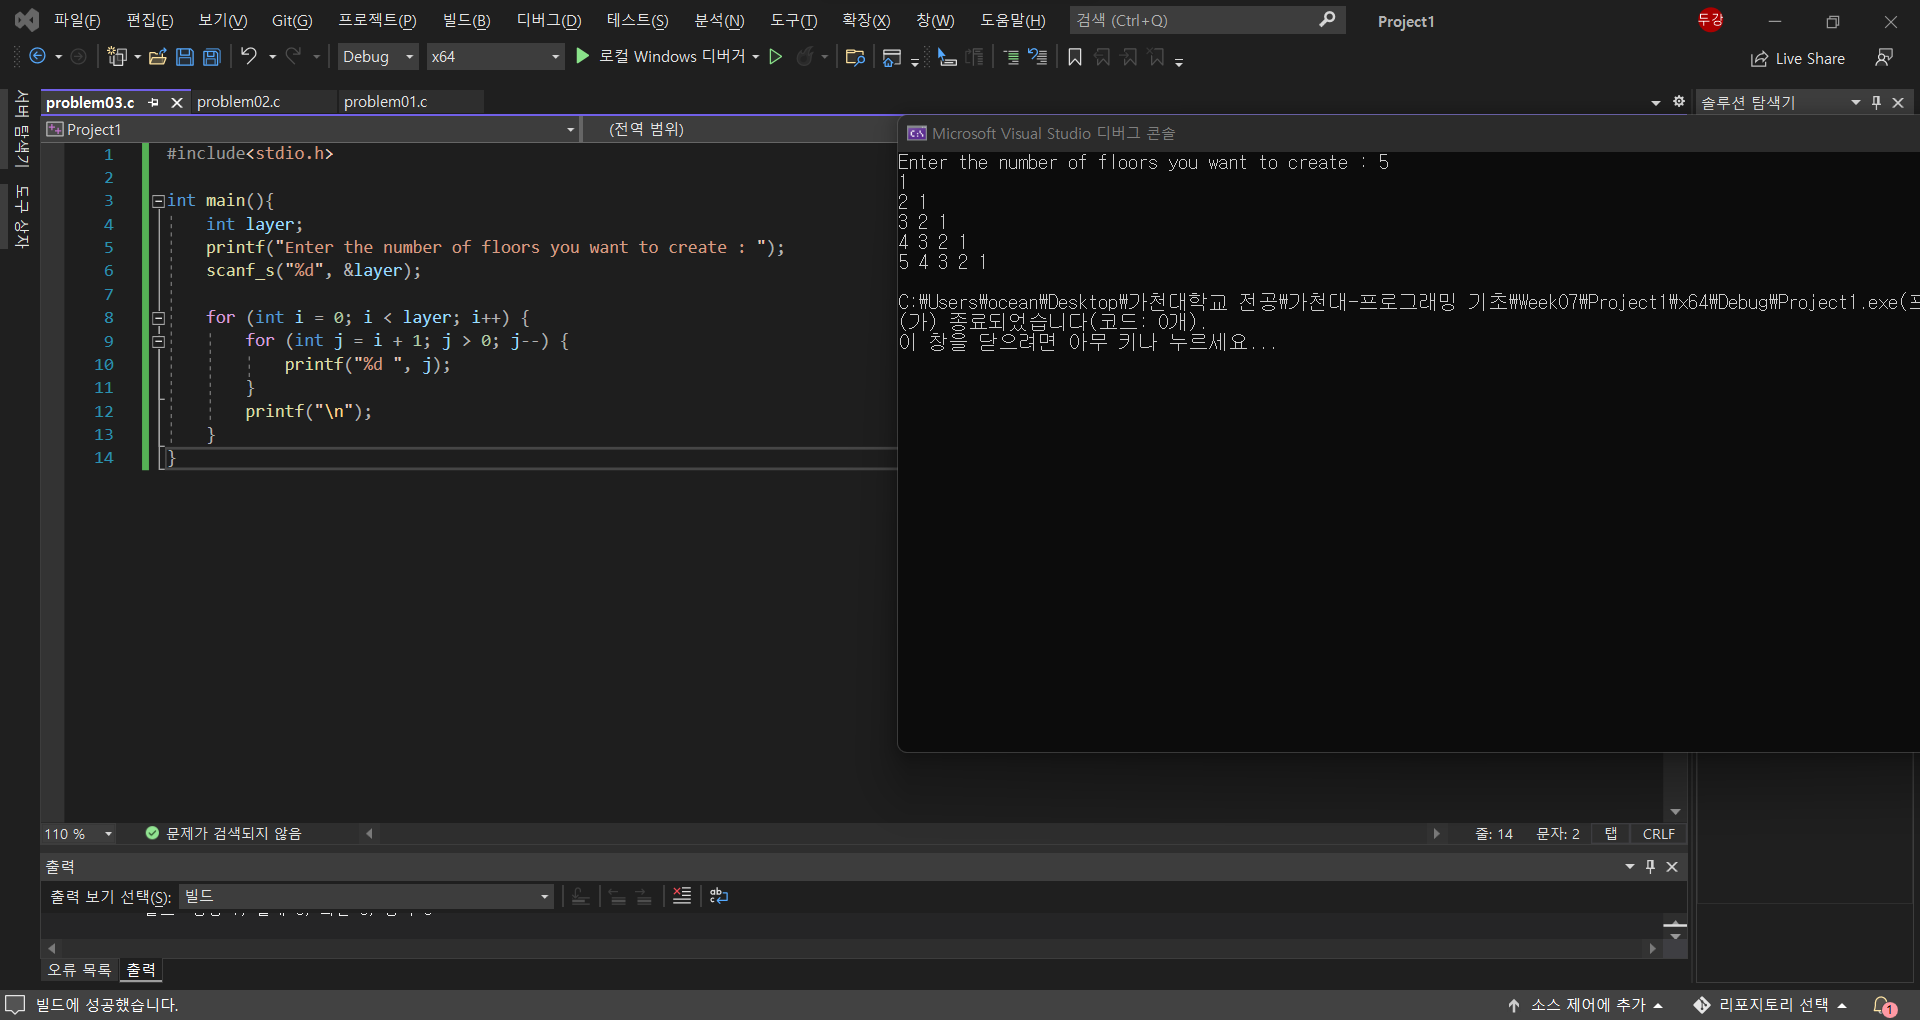 파일(F) 편집(E) 보기(V) Git(G) 프로젝트(P) 빌드(B) 디버그(D) 테스트(S) 분석(N) 도구(T) 확장(X) 창(W) 도움말(H) 검색 (Ctrl+Q) Project1 두강
Debug x64 로컬 Windows 디버거 Live Share
서버 탐색기
도구 상자
problem03.c problem02.c problem01.c
솔루션 탐색기
Project1 (전역 범위)
1 #include<stdio.h>
2
3 int main(){
4 int layer;
5 printf("Enter the number of floors you want to create : ");
6 scanf_s("%d", &layer);
7
8 for (int i = 0; i < layer; i++) {
9 for (int j = i + 1; j > 0; j--) {
10 printf("%d ", j);
11 }
12 printf("\n");
13 }
14 }
Microsoft Visual Studio 디버그 콘솔
Enter the number of floors you want to create : 5
1
2 1
3 2 1
4 3 2 1
5 4 3 2 1
C:₩Users₩ocean₩Desktop₩가천대학교 전공₩가천대-프로그래밍 기초₩Week07₩Project1₩x64₩Debug₩Project1.exe(프
(가) 종료되었습니다(코드: 0개).
이 창을 닫으려면 아무 키나 누르세요...
110 % 문제가 검색되지 않음 줄: 14 문자: 2 탭 CRLF
출력
출력 보기 선택(S): 빌드
오류 목록 출력
빌드에 성공했습니다. 소스 제어에 추가 리포지토리 선택 1